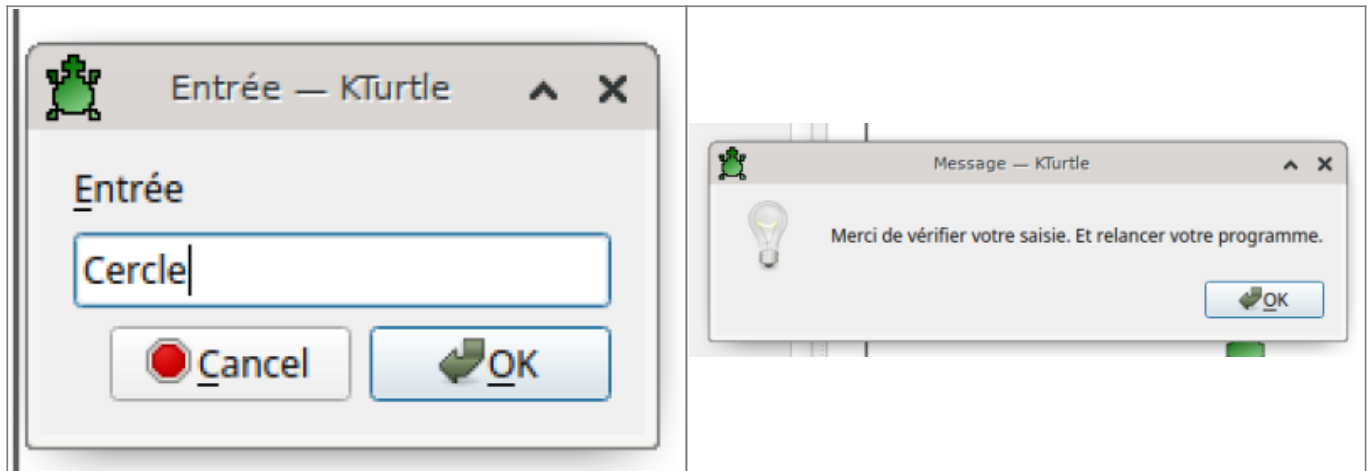 Entrée — KTurtle
Entrée
Cercle
Cancel
OK
Message — KTurtle
Merci de vérifier votre saisie. Et relancer votre programme.
OK